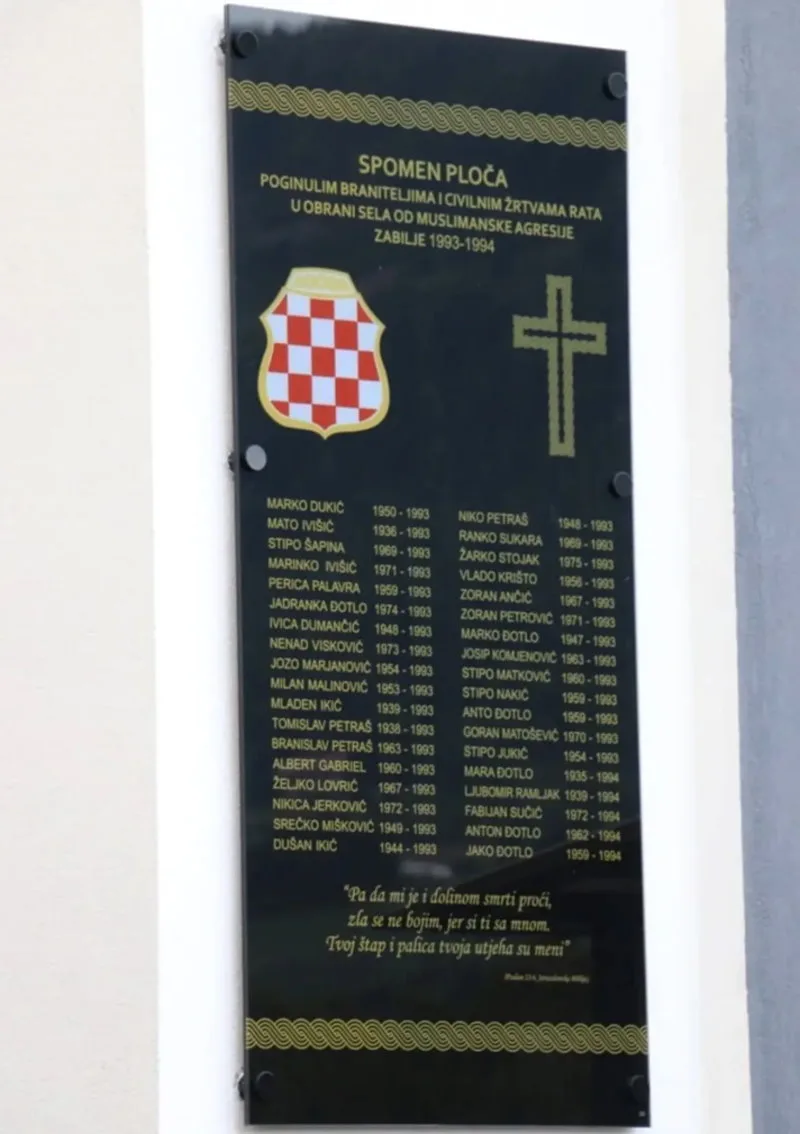 SPOMEN PLOČA
POGINULIM BRANITELJIMA I CIVILNIM ŽRTVAMA RATA
U OBRANI SELA OD MUSLIMANSKE AGRESIJE
ZABILJE 1993-1994
MARKO DUKIĆ 1950 - 1993
MATO IVIŠIĆ 1936 - 1993
STIPO ŠAPINA 1969 - 1993
MARINKO IVIŠIĆ 1971 - 1993
PERICA PALAVRA 1959 - 1993
JADRANKA ĐOTLO 1974 - 1993
IVICA DUMANČIĆ 1948 - 1993
NENAD VISKOVIĆ 1973 - 1993
JOZO MARJANOVIĆ 1954 - 1993
MILAN MALINOVIĆ 1953 - 1993
MLADEN IKIĆ 1939 - 1993
TOMISLAV PETRAŠ 1938 - 1993
BRANISLAV PETRAŠ 1963 - 1993
ALBERT GABRIEL 1960 - 1993
ŽELJKO LOVRIĆ 1967 - 1993
NIKICA JERKOVIĆ 1972 - 1993
SREČKO MIŠKOVIĆ 1949 - 1993
DUŠAN IKIĆ 1944 - 1993
NIKO PETRAŠ 1948 - 1993
RANKO SUKARA 1969 - 1993
ŽARKO STOJAK 1975 - 1993
VLADO KRIŠTO 1956 - 1993
ZORAN ANČIĆ 1967 - 1993
ZORAN PETROVIĆ 1971 - 1993
MARKO ĐOTLO 1947 - 1993
JOSIP KOMJENOVIĆ 1963 - 1993
STIPO MATKOVIĆ 1960 - 1993
STIPO NAKIĆ 1959 - 1993
ANTO ĐOTLO 1959 - 1993
GORAN MATOŠEVIĆ 1970 - 1993
STIPO JUKIĆ 1954 - 1993
MARA ĐOTLO 1935 - 1994
LJUBOMIR RAMLJAK 1939 - 1994
FABIJAN SUČIĆ 1972 - 1994
ANTON ĐOTLO 1962 - 1994
JAKO ĐOTLO 1959 - 1994
"Pa da mi je i dolinom smrti proći,
zla se ne bojim, jer si ti sa mnom.
Tvoj štap i palica tvoja utjeha su meni"